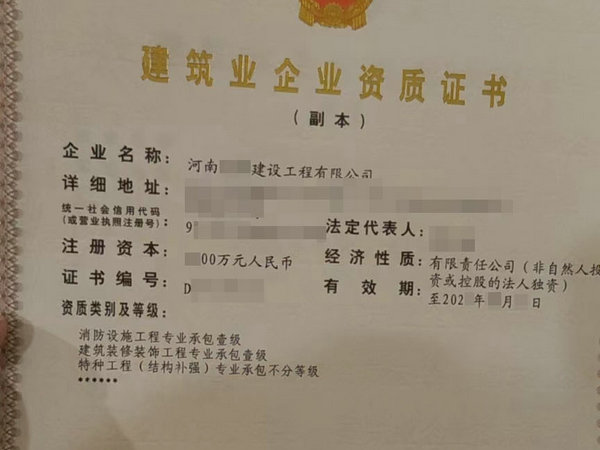 建筑业企业资质证书
（副本）
企业名称：河南 建设工程有限公司
详细地址：
统一社会信用代码
（或营业执照注册号）：9
法定代表人：
注册资本： 00万元人民币
经济性质：有限责任公司（非自然人投
资或控股的法人独资）
证书编号：D
有效期：至202 年 月 日
资质类别及等级：
消防设施工程专业承包壹级
建筑装修装饰工程专业承包壹级
特种工程（结构补强）专业承包不分等级
******